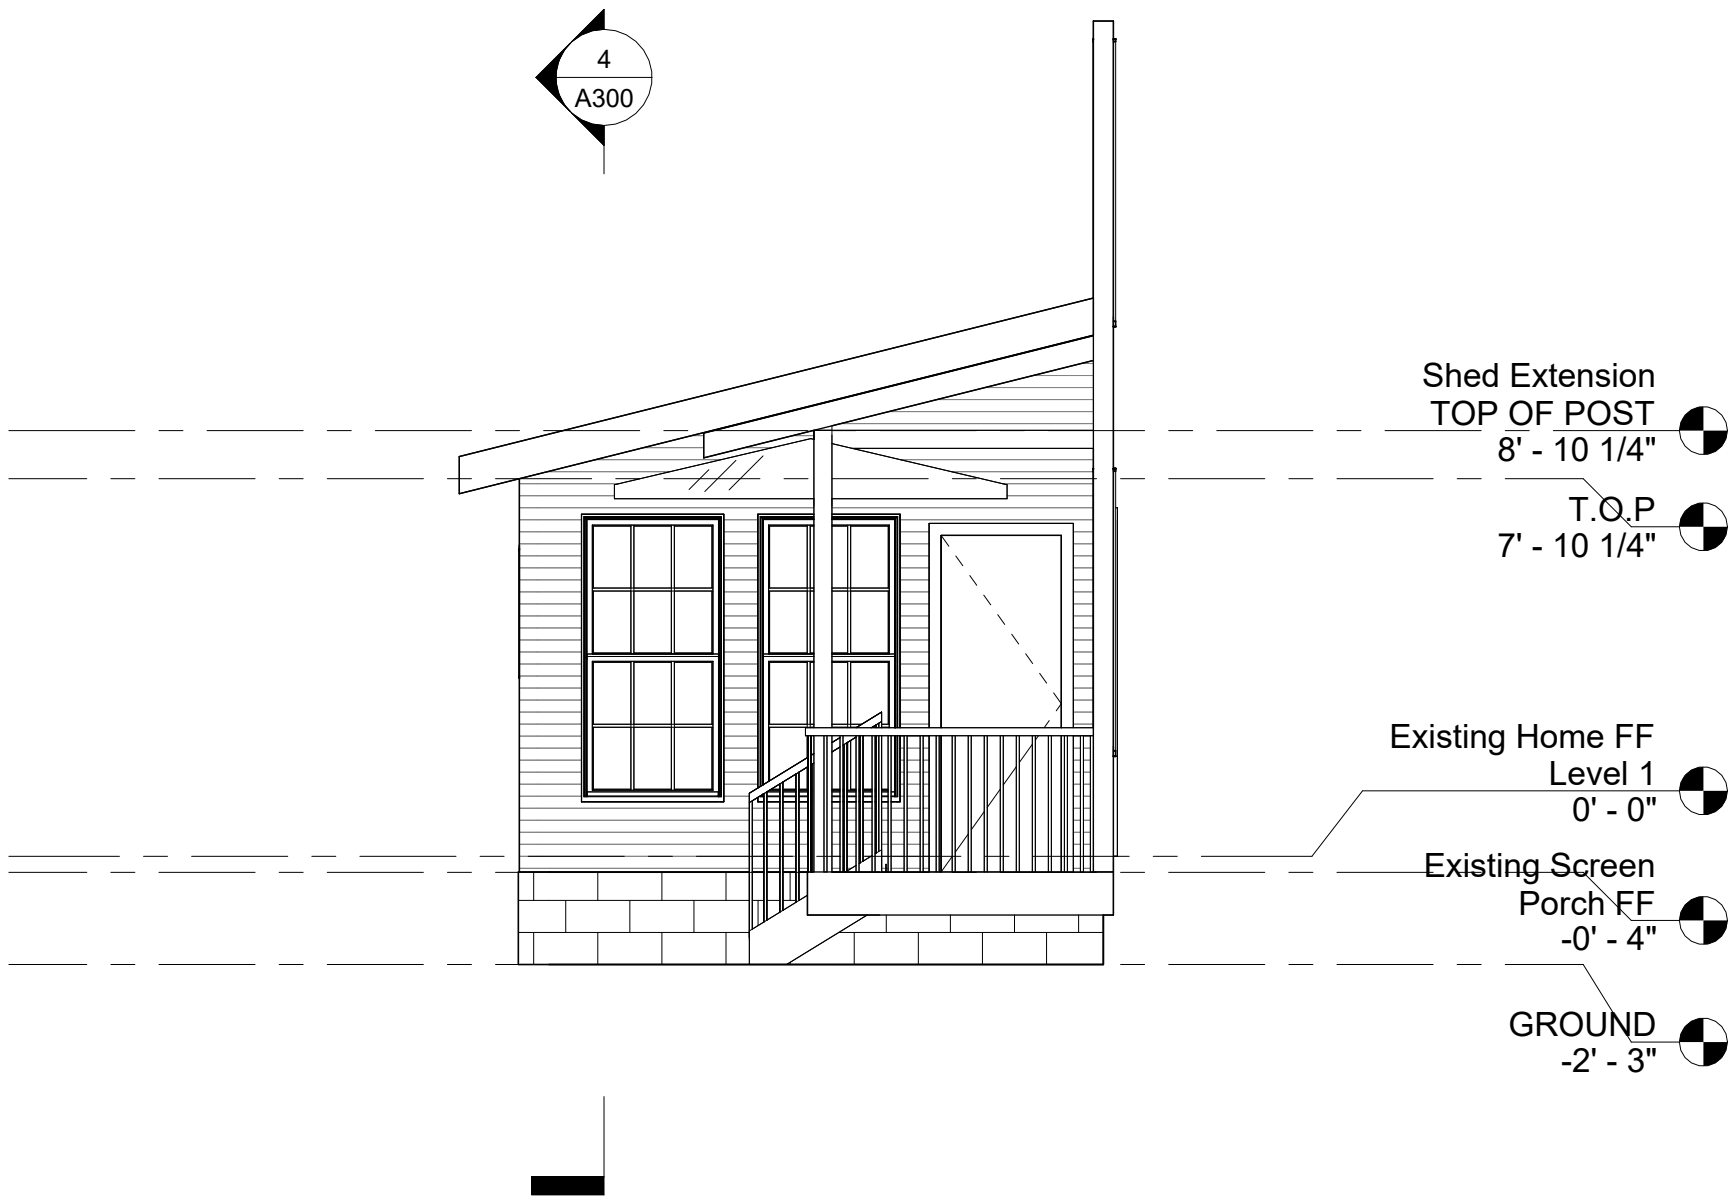 4
A300
Shed Extension
TOP OF POST
8' - 10 1/4"
T.O.P
7' - 10 1/4"
Existing Home FF
Level 1
0' - 0"
Existing Screen
Porch FF
-0' - 4"
GROUND
-2' - 3"